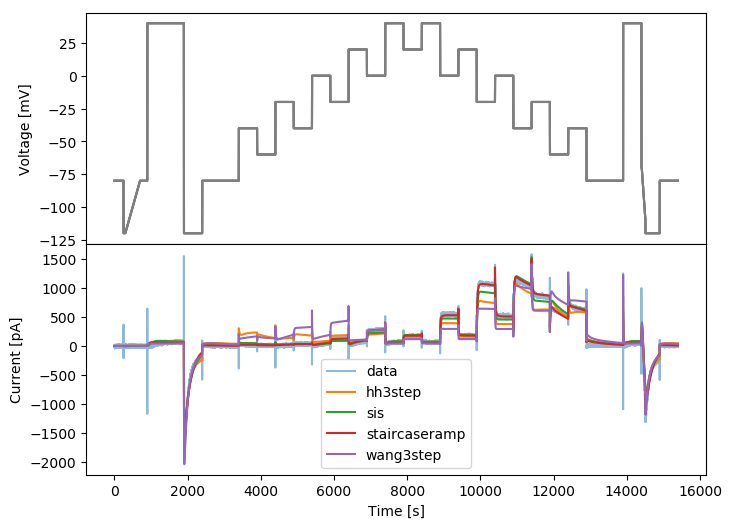 Voltage [mV]
25
0
−25
−50
−75
−100
−125
Current [pA]
1500
1000
500
0
−500
−1000
−1500
−2000
data
hh3step
sis
staircaseramp
wang3step
0 2000 4000 6000 8000 10000 12000 14000 16000
Time [s]